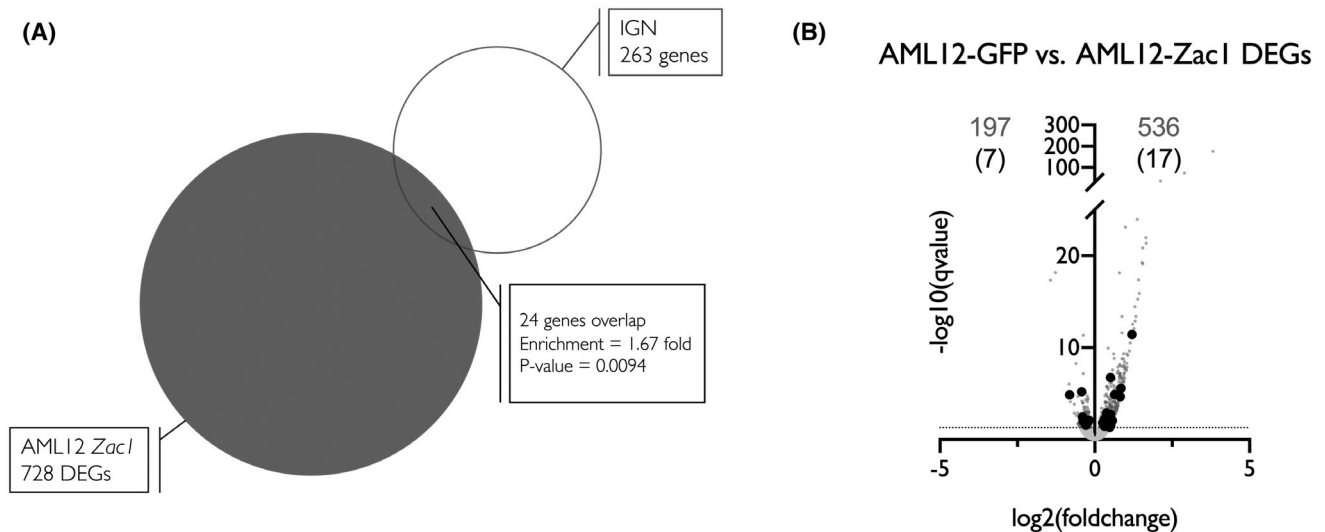 (A)
IGN
263 genes
24 genes overlap
Enrichment = 1.67 fold
P-value = 0.0094
AML12 Zac1
728 DEGs
(B)
AML12-GFP vs. AML12-Zac1 DEGs
197
(7)
536
(17)
300
200
100
20
10
-log10(qvalue)
-5
0
5
log2(foldchange)